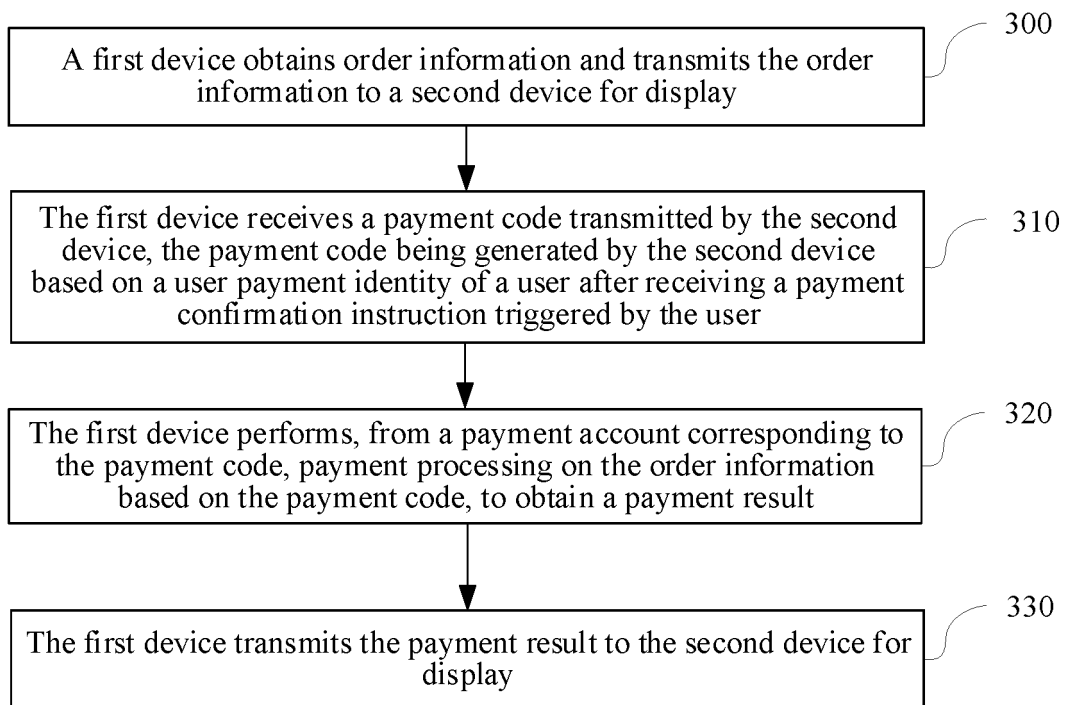 300
A first device obtains order information and transmits the order
information to a second device for display
310
The first device receives a payment code transmitted by the second
device, the payment code being generated by the second device
based on a user payment identity of a user after receiving a payment
confirmation instruction triggered by the user
320
The first device performs, from a payment account corresponding to
the payment code, payment processing on the order information
based on the payment code, to obtain a payment result
330
The first device transmits the payment result to the second device for
display